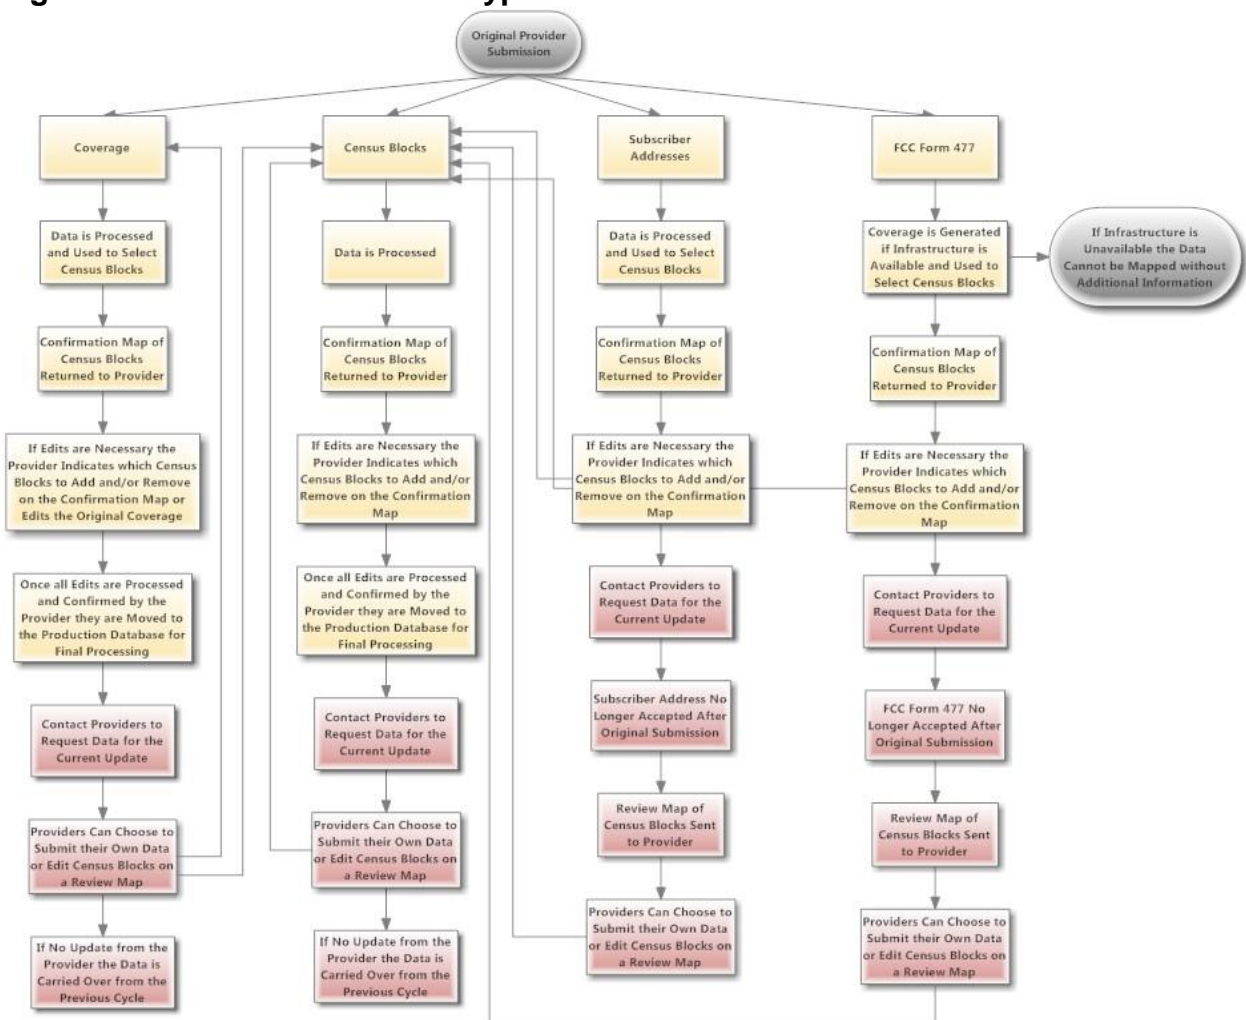 Original Provider
Submission
Coverage
Census Blocks
Subscriber
Addresses
FCC Form 477
Data is Processed
and Used to Select
Census Blocks
Data is Processed
Data is Processed
and Used to Select
Census Blocks
Coverage is Generated
if Infrastructure is
Available and Used to
Select Census Blocks
If Infrastructure is
Unavailable the Data
Cannot be Mapped without
Additional Information
Confirmation Map of
Census Blocks
Returned to Provider
Confirmation Map of
Census Blocks
Returned to Provider
Confirmation Map of
Census Blocks
Returned to Provider
Confirmation Map of
Census Blocks
Returned to Provider
If Edits are Necessary the
Provider Indicates which Census
Blocks to Add and/or Remove
on the Confirmation Map or
Edits the Original Coverage
If Edits are Necessary the
Provider Indicates which
Census Blocks to Add and/or
Remove on the Confirmation
Map
If Edits are Necessary the
Provider Indicates which
Census Blocks to Add and/or
Remove on the Confirmation
Map
If Edits are Necessary the
Provider Indicates which
Census Blocks to Add and/or
Remove on the Confirmation
Map
Once all Edits are Processed
and Confirmed by the
Provider they are Moved to
the Production Database for
Final Processing
Once all Edits are Processed
and Confirmed by the
Provider they are Moved to
the Production Database for
Final Processing
Contact Providers to
Request Data for the
Current Update
Contact Providers to
Request Data for the
Current Update
Contact Providers to
Request Data for the
Current Update
Contact Providers to
Request Data for the
Current Update
Subscriber Address No
Longer Accepted After
Original Submission
FCC Form 477 No
Longer Accepted After
Original Submission
Providers Can Choose to
Submit their Own Data
or Edit Census Blocks on
a Review Map
Providers Can Choose to
Submit their Own Data
or Edit Census Blocks on
a Review Map
Review Map of
Census Blocks Sent
to Provider
Review Map of
Census Blocks Sent
to Provider
If No Update from the
Provider the Data is
Carried Over from the
Previous Cycle
If No Update from the
Provider the Data is
Carried Over from the
Previous Cycle
Providers Can Choose to
Submit their Own Data
or Edit Census Blocks on
a Review Map
Providers Can Choose to
Submit their Own Data
or Edit Census Blocks on
a Review Map